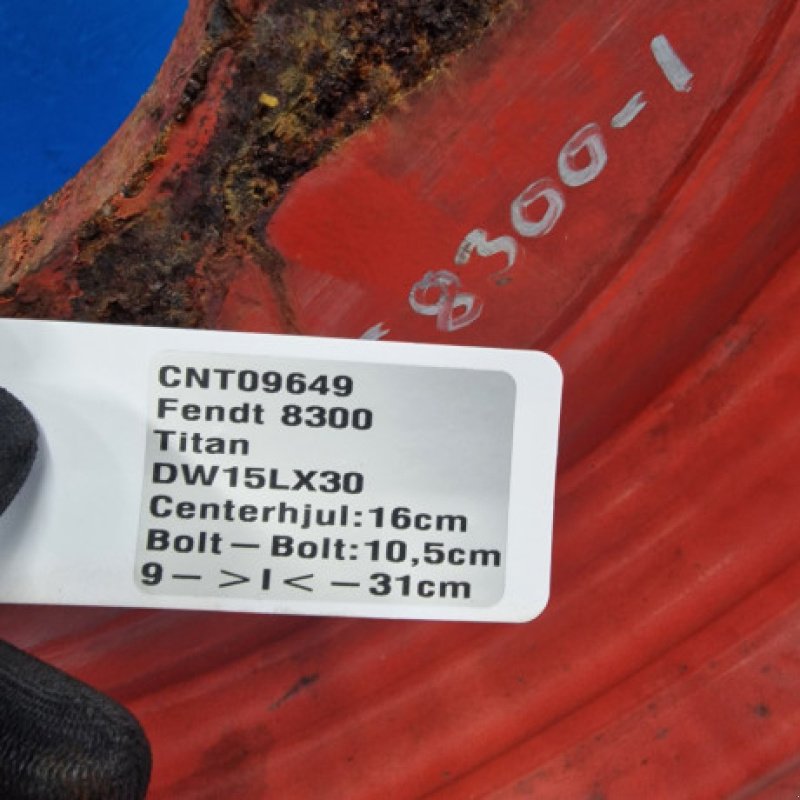 -8300-1
CNT09649
Fendt 8300
Titan
DW15LX30
Centerhjul:16cm
Bolt – Bolt:10,5cm
9 – >I< – 31cm